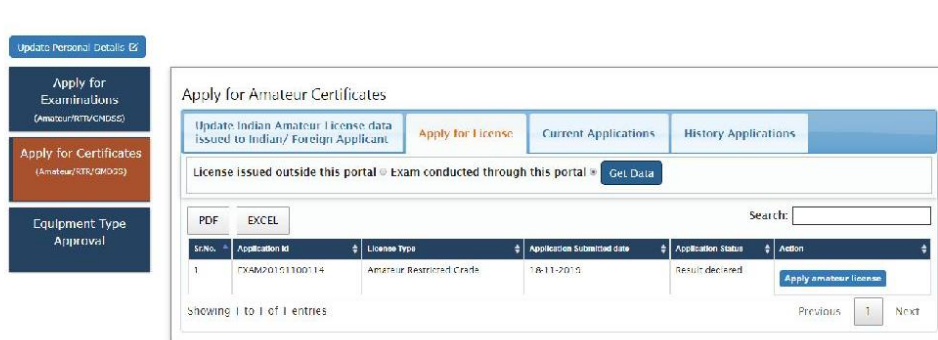 Update Personal Details
Apply for
Examinations
(Amateur/RTR/GMDSS)
Apply for Certificates
(Amateur/RTR/GMDSS)
Equipment Type
Approval
Apply for Amateur Certificates
Update Indian Amateur License data
issued to Indian/ Foreign Applicant
Apply for License
Current Applications
History Applications
License issued outside this portal Exam conducted through this portal Get Data
PDF EXCEL Search:
Sr.No. Application Id License Type Application Submitted date Application Status Action
1 EXAM20191100114 Amateur Restricted Grade 18-11-2019 Result declared Apply amateur license
Showing 1 to 1 of 1 entries Previous 1 Next